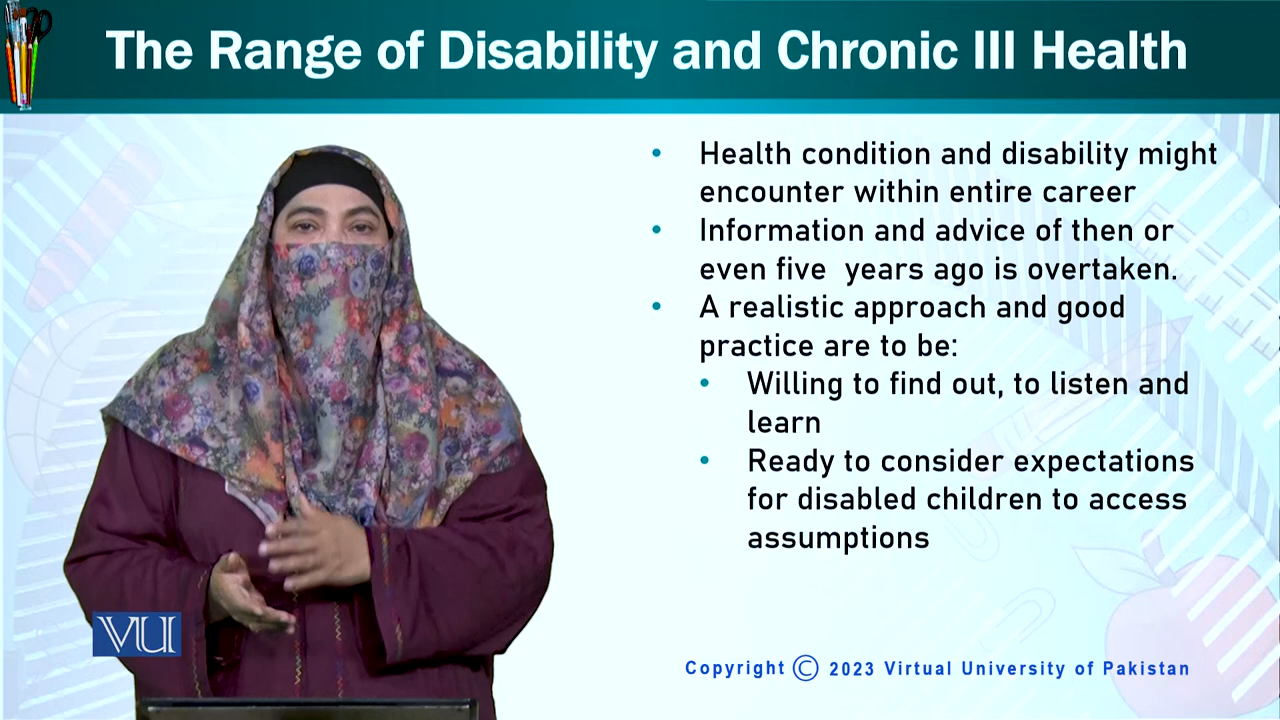 The Range of Disability and Chronic III Health
• Health condition and disability might
encounter within entire career
• Information and advice of then or
even five years ago is overtaken.
• A realistic approach and good
practice are to be:
• Willing to find out, to listen and
learn
• Ready to consider expectations
for disabled children to access
assumptions
VU
Copyright © 2023 Virtual University of Pakistan